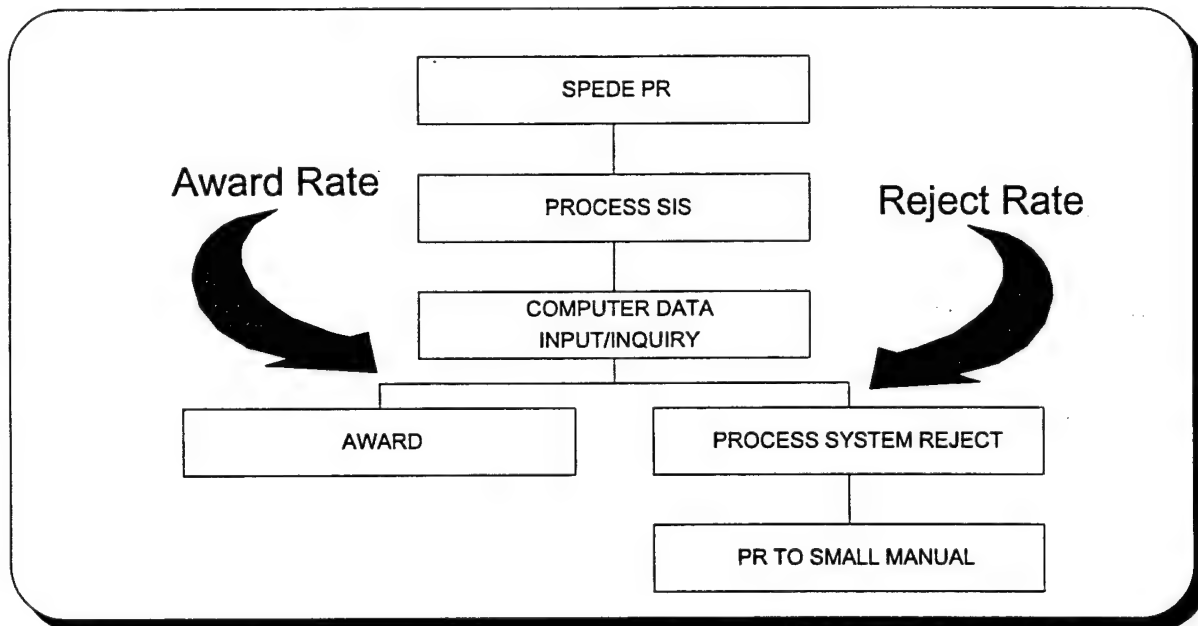 SPEDE PR
Award Rate
PROCESS SIS
Reject Rate
COMPUTER DATA
INPUT/INQUIRY
AWARD
PROCESS SYSTEM REJECT
PR TO SMALL MANUAL